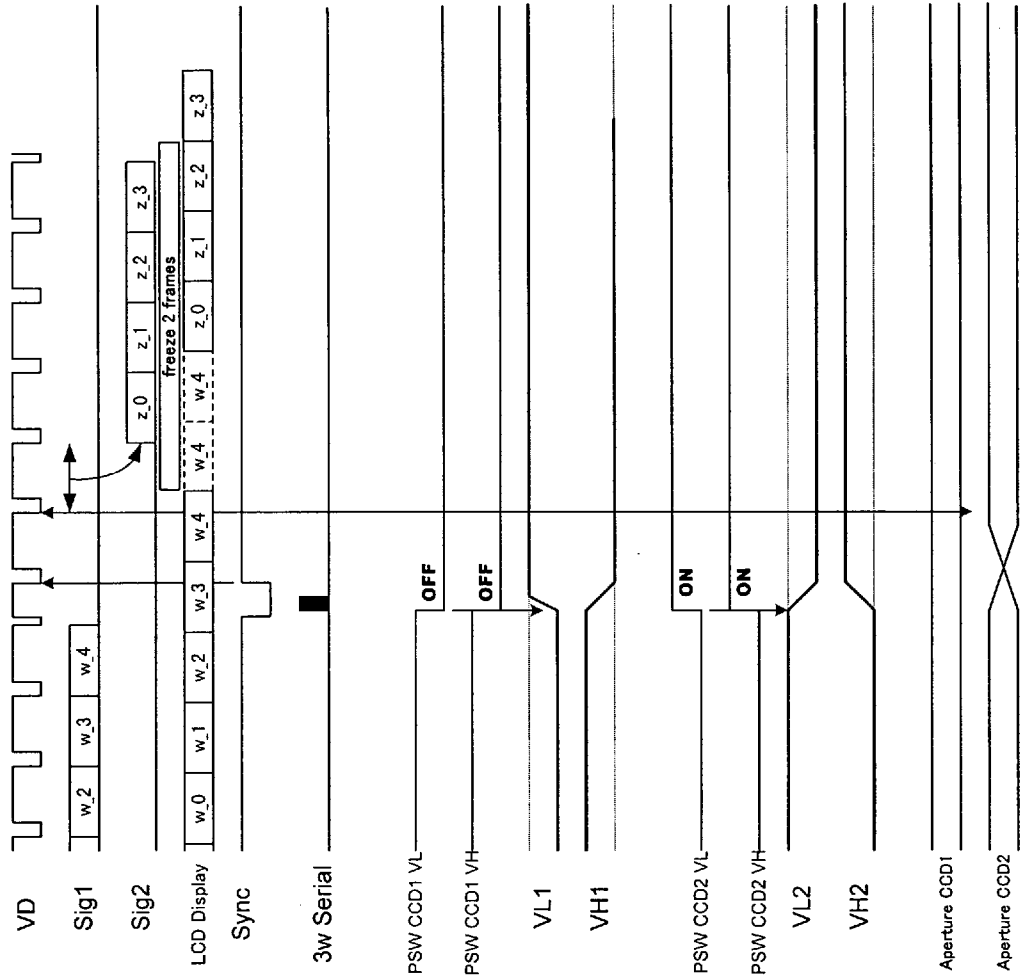 VD
Sig1
w_2
w_3
w_4
Sig2
z_0
z_1
z_2
z_3
freeze 2 frames
LCD Display
w_0
w_1
w_2
w_3
w_4
w_4
w_4
z_0
z_1
z_2
z_3
Sync
3w Serial
PSW CCD1 VL
OFF
PSW CCD1 VH
OFF
VL1
VH1
PSW CCD2 VL
ON
PSW CCD2 VH
ON
VL2
VH2
Aperture CCD1
Aperture CCD2